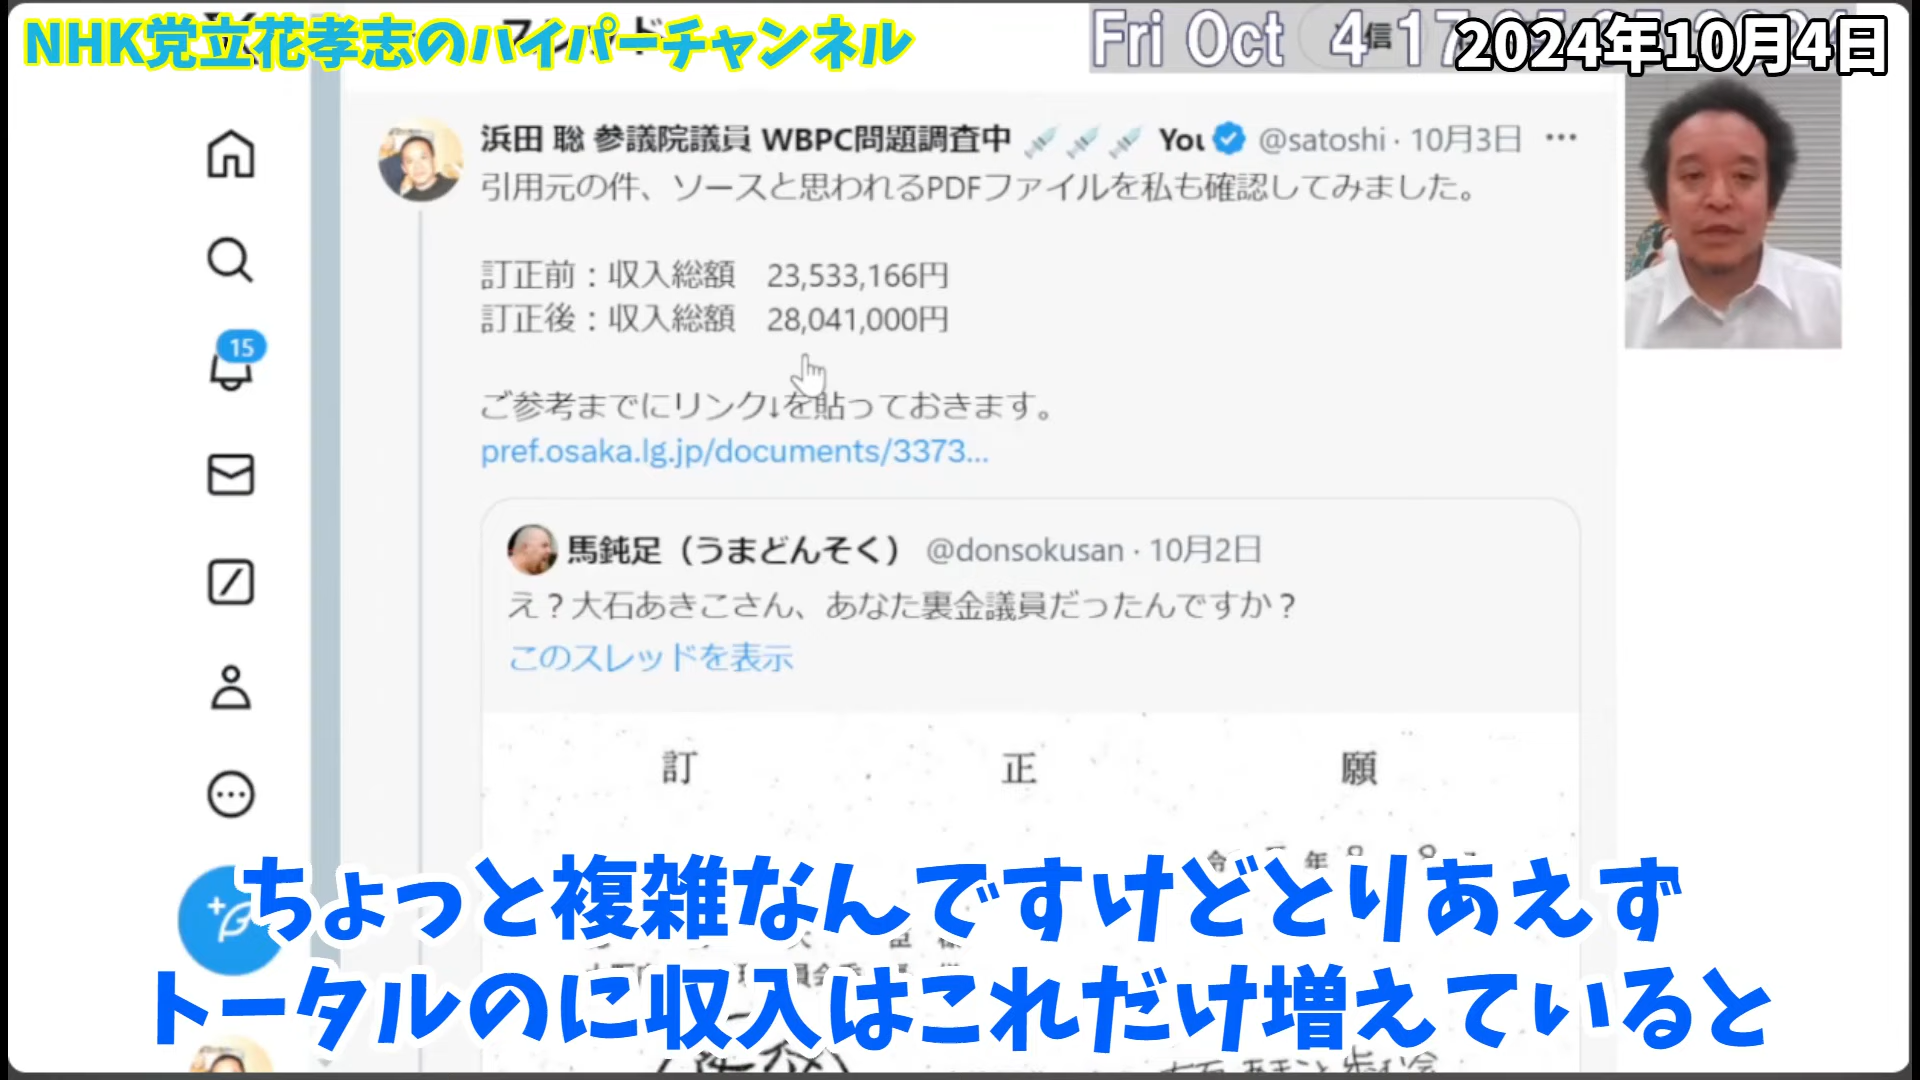 NHK党立花孝志のハイパーチャンネル
Fri Oct 4 17
2024年10月4日
浜田 聡 参議院議員 WBPC問題調査中 💉💉💉 You @satoshi · 10月3日 …
引用元の件、ソースと思われるPDFファイルを私も確認してみました。
訂正前：収入総額 23,533,166円
訂正後：収入総額 28,041,000円
ご参考までにリンク↓を貼っておきます。
pref.osaka.lg.jp/documents/3373...
15
馬鈍足（うまどんそく） @donsokusan · 10月2日
え？大石あきこさん、あなた裏金議員だったんですか？
このスレッドを表示
訂 正 願
ちょっと複雑なんですけどとりあえず
トータルのに収入はこれだけ増えていると